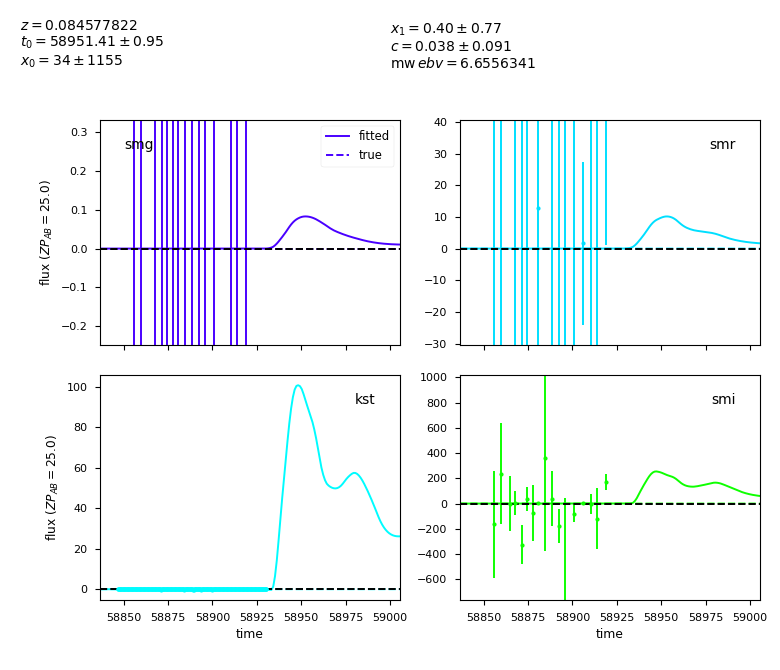 z = 0.084577822
t₀ = 58951.41 ± 0.95
x₀ = 34 ± 1155
x₁ = 0.40 ± 0.77
c = 0.038 ± 0.091
mw ebv = 6.6556341
smg
fitted
true
0.3
0.2
0.1
0.0
−0.1
−0.2
flux (ZP_AB = 25.0)
smr
40
30
20
10
0
−10
−20
−30
kst
100
80
60
40
20
0
flux (ZP_AB = 25.0)
58850 58875 58900 58925 58950 58975 59000
time
smi
1000
800
600
400
200
0
−200
−400
−600
58850 58875 58900 58925 58950 58975 59000
time